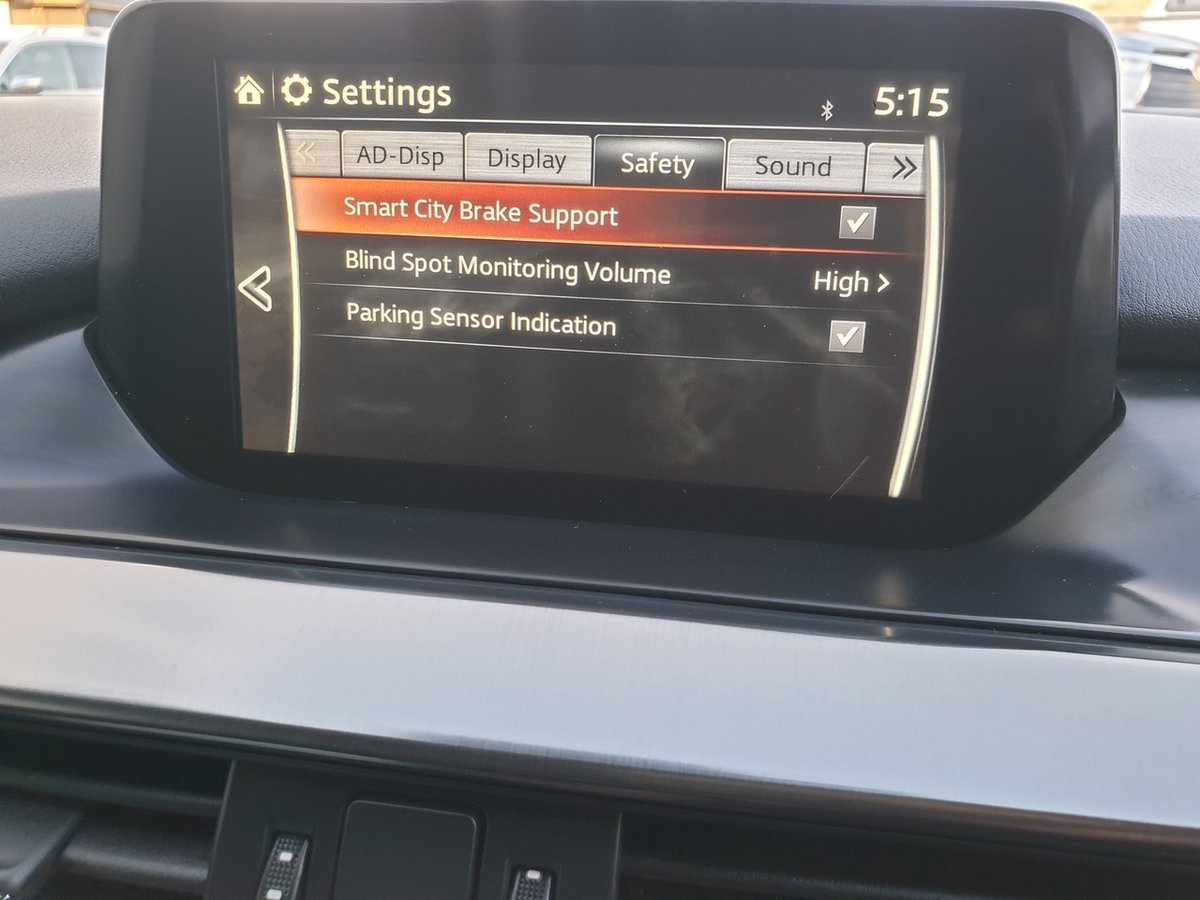 Settings
5:15
AD-Disp Display Safety Sound
Smart City Brake Support
Blind Spot Monitoring Volume High
Parking Sensor Indication